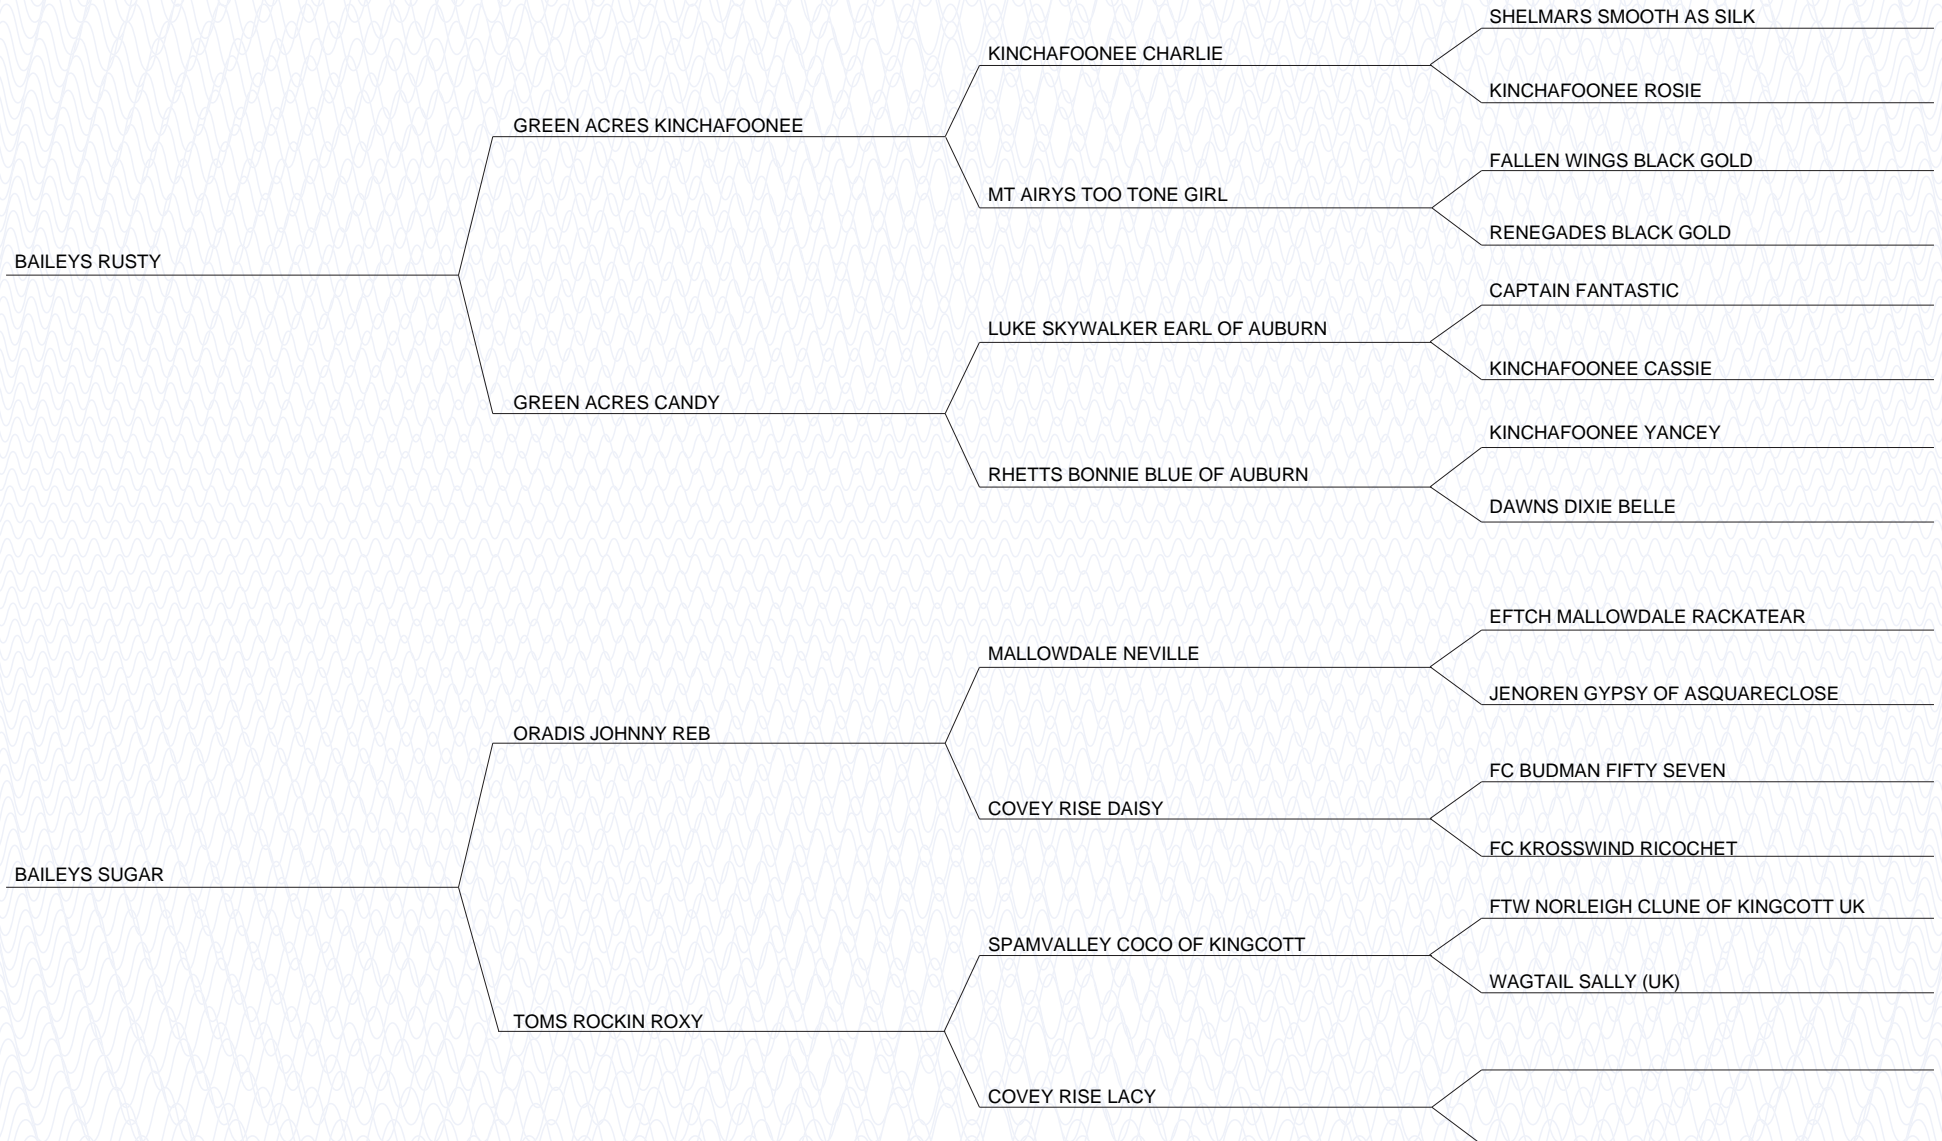 SHELMARS SMOOTH AS SILK
KINCHAFOONEE CHARLIE
KINCHAFOONEE ROSIE
GREEN ACRES KINCHAFOONEE
FALLEN WINGS BLACK GOLD
MT AIRYS TOO TONE GIRL
RENEGADES BLACK GOLD
BAILEYS RUSTY
CAPTAIN FANTASTIC
LUKE SKYWALKER EARL OF AUBURN
KINCHAFOONEE CASSIE
GREEN ACRES CANDY
KINCHAFOONEE YANCEY
RHETTS BONNIE BLUE OF AUBURN
DAWNS DIXIE BELLE
EFTCH MALLOWDALE RACKATEAR
MALLOWDALE NEVILLE
JENOREN GYPSY OF ASQUARECLOSE
ORADIS JOHNNY REB
FC BUDMAN FIFTY SEVEN
COVEY RISE DAISY
FC KROSSWIND RICOCHET
BAILEYS SUGAR
FTW NORLEIGH CLUNE OF KINGCOTT UK
SPAMVALLEY COCO OF KINGCOTT
WAGTAIL SALLY (UK)
TOMS ROCKIN ROXY
COVEY RISE LACY